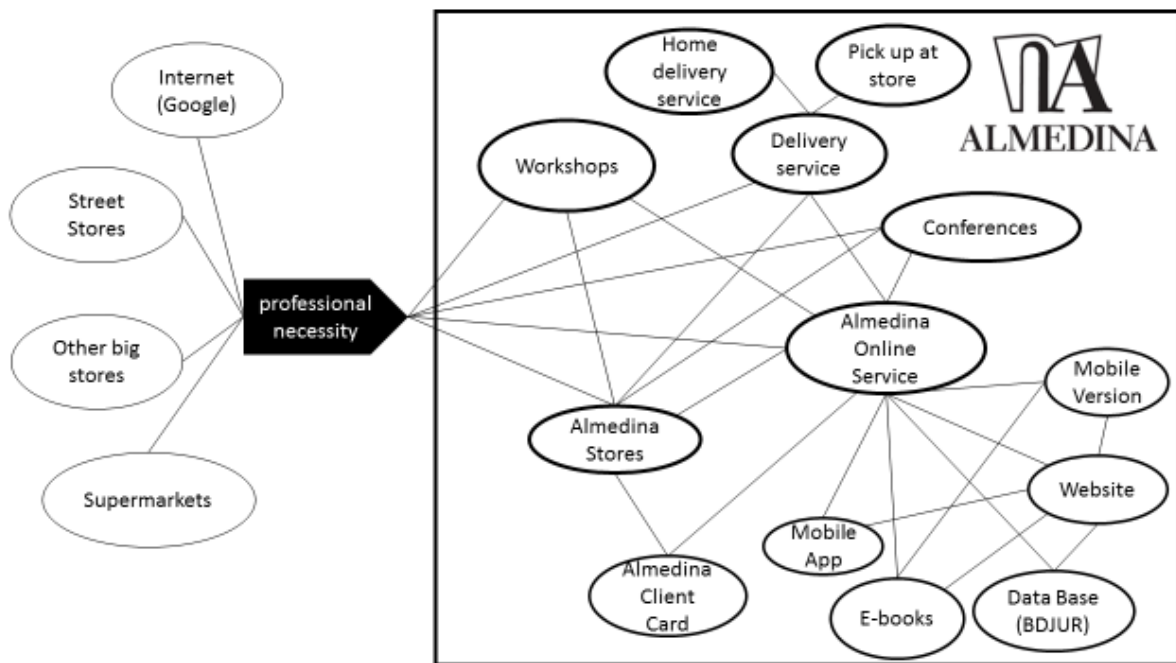 Internet
(Google)
Street
Stores
Other big
stores
Supermarkets
professional
necessity
Home
delivery
service
Pick up at
store
ALMEDINA
Workshops
Delivery
service
Conferences
Almedina
Online
Service
Mobile
Version
Almedina
Stores
Website
Mobile
App
Almedina
Client
Card
E-books
Data Base
(BDJUR)